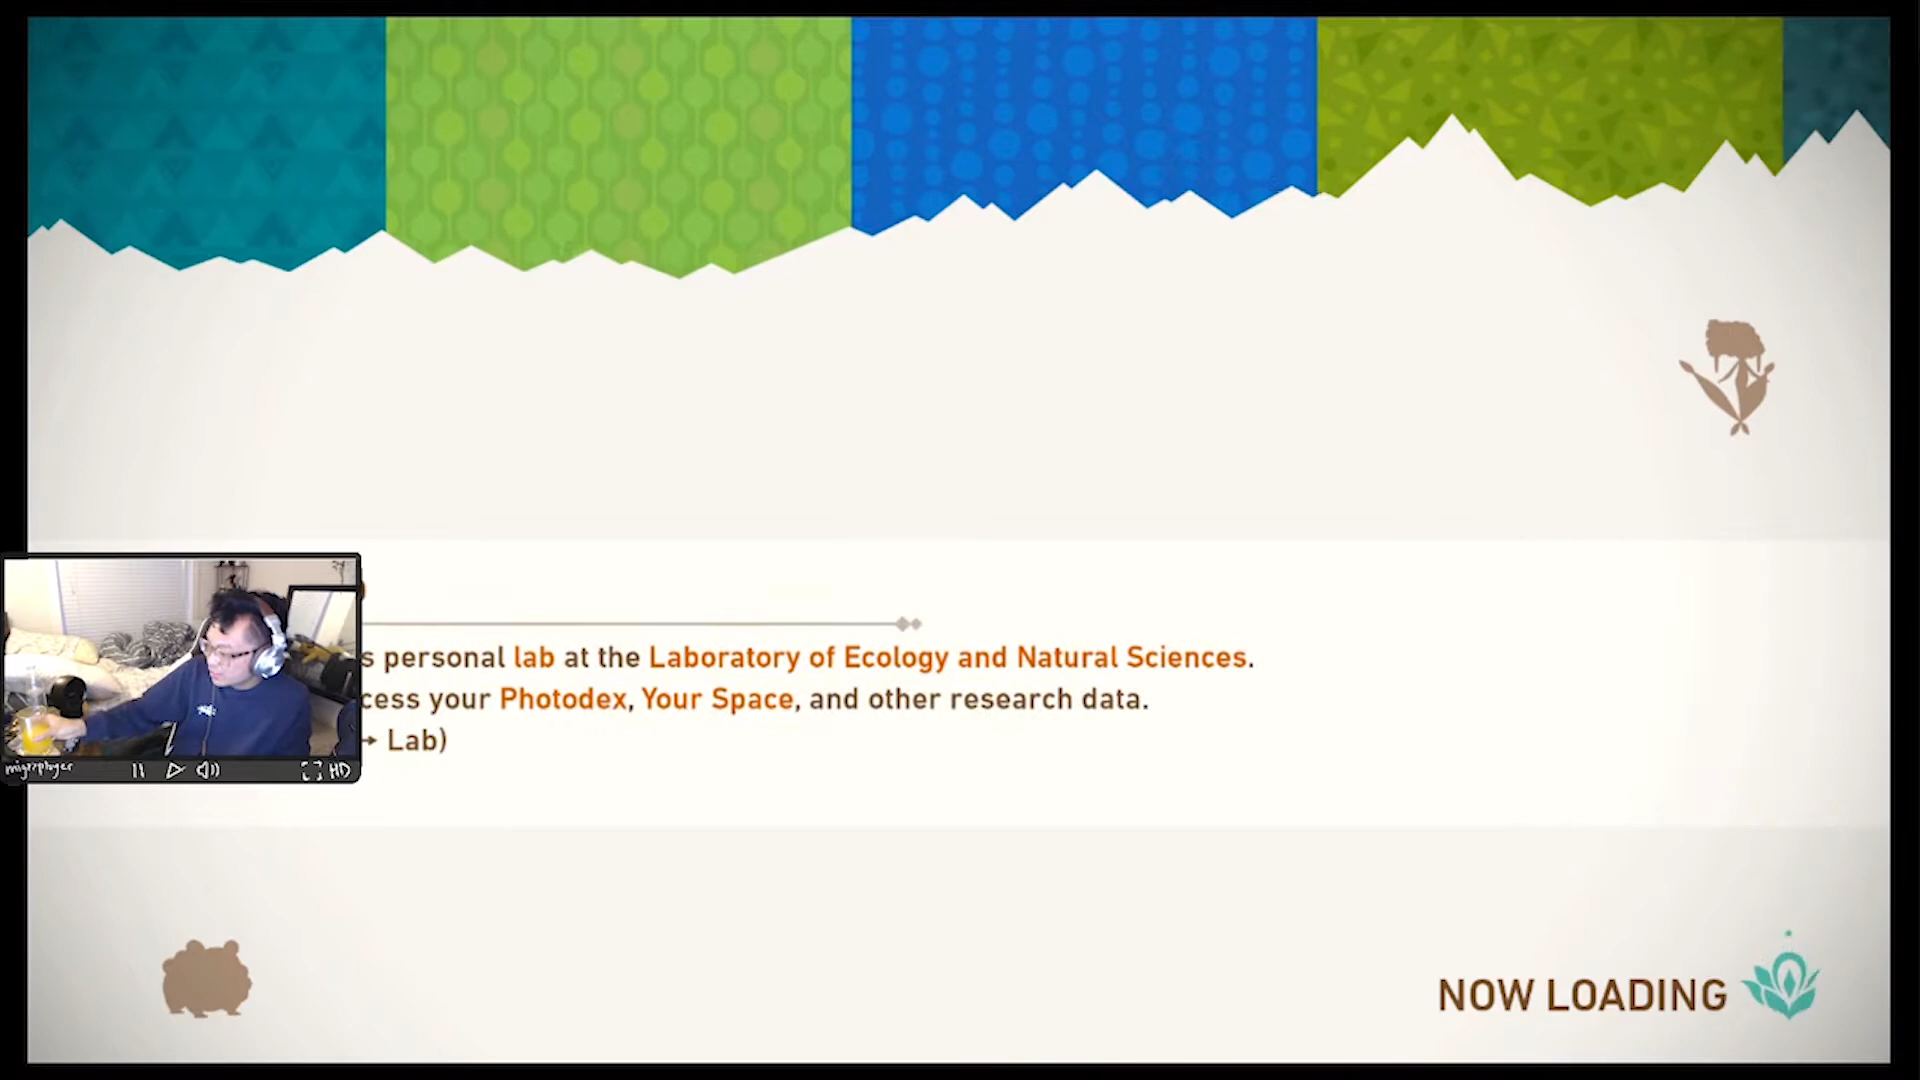 s personal lab at the Laboratory of Ecology and Natural Sciences.
cess your Photodex, Your Space, and other research data.
→ Lab)
HD
NOW LOADING